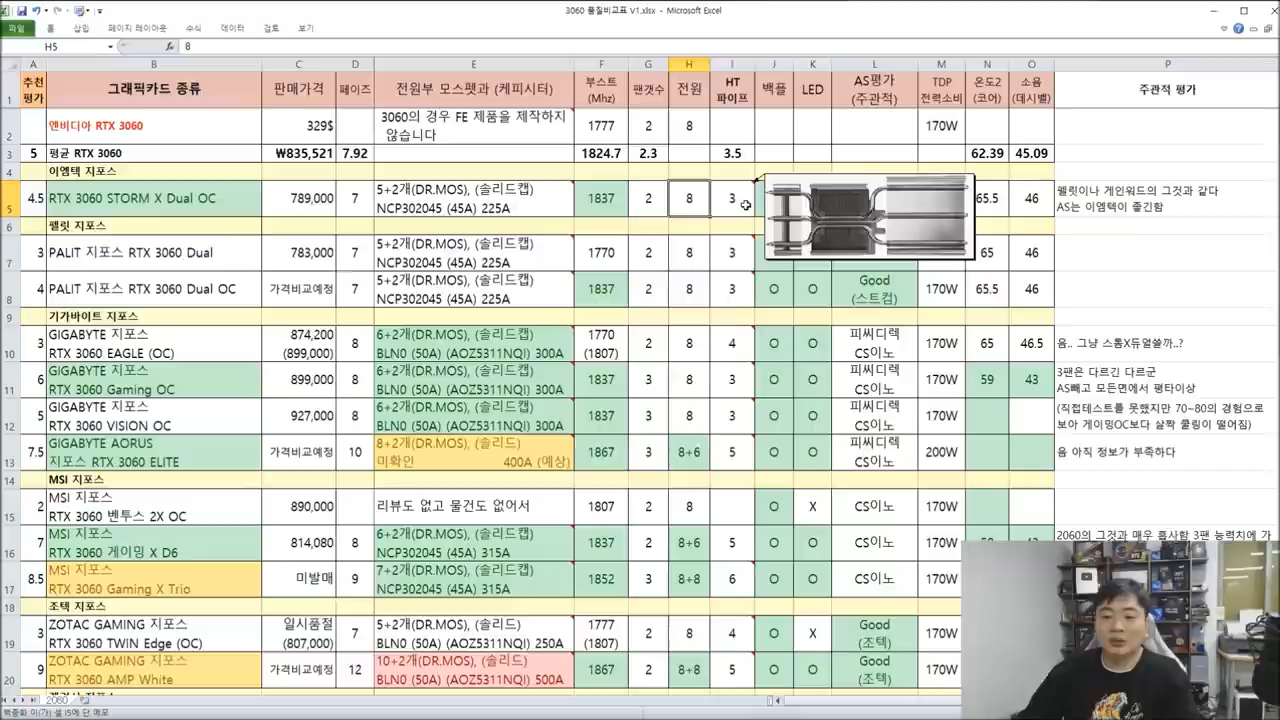 3060 품질비교표 V1.xlsx - Microsoft Excel
파일 홈 삽입 페이지 레이아웃 수식 데이터 검토 보기
H5 fx 8
A B C D E F G H I J K L M N O P
1 추천 평가 그래픽카드 종류 판매가격 페이즈 전원부 모스펫과 (케피시터) 부스트 (Mhz) 팬갯수 전원 HT 파이프 백플 LED AS평가 (주관적) TDP 전력소비 온도2 (코어) 소음 (데시벨) 주관적 평가
2 엔비디아 RTX 3060 329$ 3060의 경우 FE 제품을 제작하지 않습니다 1777 2 8 170W
3 5 평균 RTX 3060 ₩835,521 7.92 1824.7 2.3 3.5 62.39 45.09
4 이엠텍 지포스
5 4.5 RTX 3060 STORM X Dual OC 789,000 7 5+2개(DR.MOS), (솔리드캡) NCP302045 (45A) 225A 1837 2 8 3 65.5 46 펠릿이나 게인워드의 그것과 같다 AS는 이엠텍이 좋긴함
6 펠릿 지포스
7 3 PALIT 지포스 RTX 3060 Dual 783,000 7 5+2개(DR.MOS), (솔리드캡) NCP302045 (45A) 225A 1770 2 8 3 65 46
8 4 PALIT 지포스 RTX 3060 Dual OC 가격비교예정 7 5+2개(DR.MOS), (솔리드캡) NCP302045 (45A) 225A 1837 2 8 3 O O Good (스트컴) 170W 65.5 46
9 기가바이트 지포스
10 3 GIGABYTE 지포스 RTX 3060 EAGLE (OC) 874,200 (899,000) 8 6+2개(DR.MOS), (솔리드캡) BLN0 (50A) (AOZ5311NQI) 300A 1770 (1807) 2 8 4 O O 피씨디렉 CS이노 170W 65 46.5 음.. 그냥 스톰X듀얼쓸까..?
11 6 GIGABYTE 지포스 RTX 3060 Gaming OC 899,000 8 6+2개(DR.MOS), (솔리드캡) BLN0 (50A) (AOZ5311NQI) 300A 1837 3 8 3 O O 피씨디렉 CS이노 170W 59 43 3팬은 다르긴 다르군 AS빼고 모든면에서 평타이상
12 5 GIGABYTE 지포스 RTX 3060 VISION OC 927,000 8 6+2개(DR.MOS), (솔리드캡) BLN0 (50A) (AOZ5311NQI) 300A 1837 3 8 3 O O 피씨디렉 CS이노 170W (직접테스트를 못했지만 70~80의 경험으로 보아 게이밍OC보다 살짝 쿨링이 떨어짐)
13 7.5 GIGABYTE AORUS 지포스 RTX 3060 ELITE 가격비교예정 10 8+2개(DR.MOS), (솔리드) 미확인 400A (예상) 1867 3 8+6 5 O O 피씨디렉 CS이노 200W 음 아직 정보가 부족하다
14 MSI 지포스
15 2 MSI 지포스 RTX 3060 벤투스 2X OC 890,000 리뷰도 없고 물건도 없어서 1807 2 8 O X CS이노 170W
16 7 MSI 지포스 RTX 3060 게이밍 X D6 814,080 8 6+2개(DR.MOS), (솔리드캡) NCP302045 (45A) 315A 1837 2 8+6 5 O O CS이노 170W 2060의 그것과 매우 흡사함 3팬 능력치에 가
17 8.5 MSI 지포스 RTX 3060 Gaming X Trio 미발매 9 7+2개(DR.MOS), (솔리드캡) NCP302045 (45A) 315A 1852 3 8+8 6 O O CS이노 170W
18 조텍 지포스
19 3 ZOTAC GAMING 지포스 RTX 3060 TWIN Edge (OC) 일시품절 (807,000) 7 5+2개(DR.MOS), (솔리드) BLN0 (50A) (AOZ5311NQI) 250A 1777 (1807) 2 8 4 O X Good (조텍) 170W
20 9 ZOTAC GAMING 지포스 RTX 3060 AMP White 가격비교예정 12 10+2개(DR.MOS), (솔리드) BLN0 (50A) (AOZ5311NQI) 500A 1867 3 8+8 5 O O Good (조텍) 170W
2060
백종화 이(가) 셀 I5에 단 메모